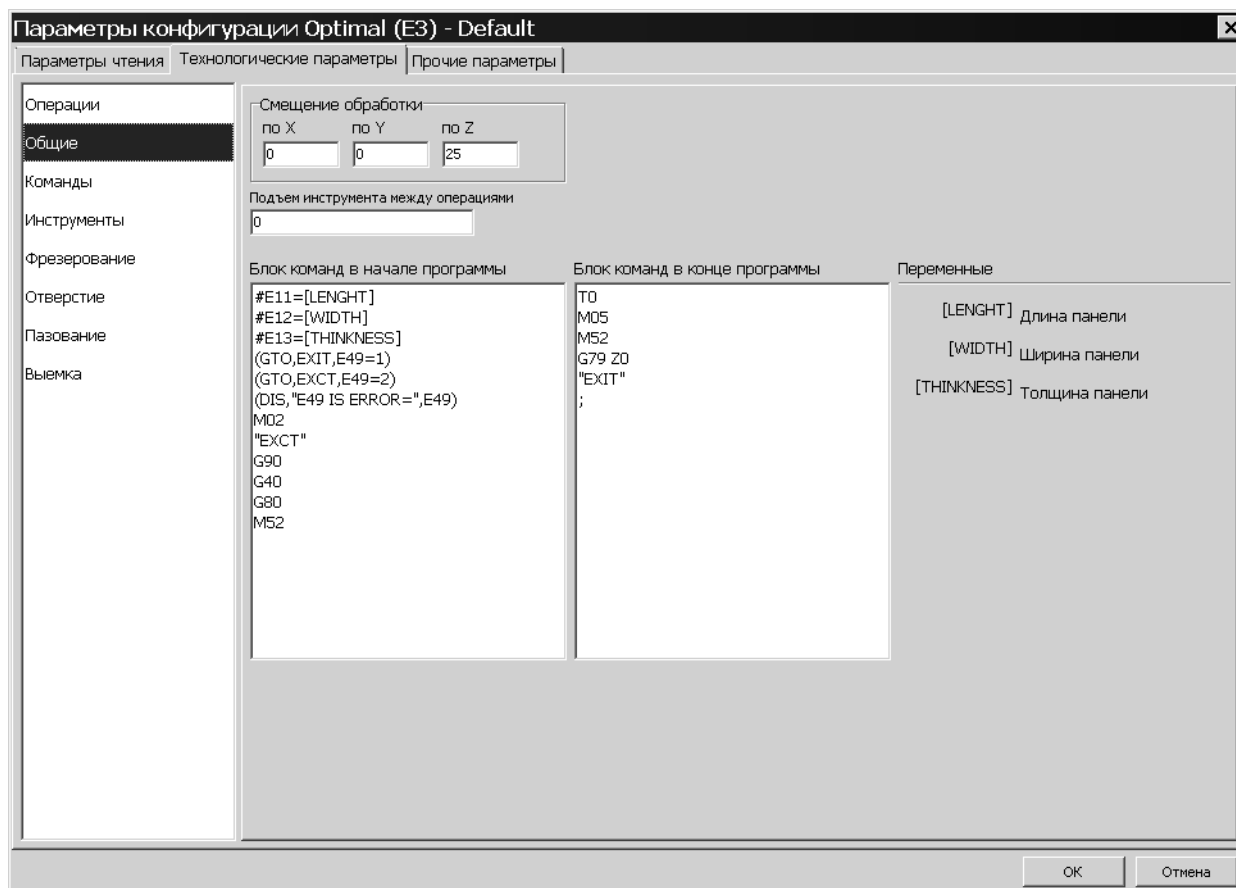 Параметры конфигурации Optimal (E3) - Default
Параметры чтения Технологические параметры Прочие параметры
Операции
Общие
Команды
Инструменты
Фрезерование
Отверстие
Пазование
Выемка
Смещение обработки
по X по Y по Z
0 0 25
Подъем инструмента между операциями
0
Блок команд в начале программы
#E11=[LENGHT]
#E12=[WIDTH]
#E13=[THINKNESS]
(GTO,EXIT,E49=1)
(GTO,EXCT,E49=2)
(DIS,"E49 IS ERROR=",E49)
M02
"EXCT"
G90
G40
G80
M52
Блок команд в конце программы
T0
M05
M52
G79 Z0
"EXIT"
;
Переменные
[LENGHT] Длина панели
[WIDTH] Ширина панели
[THINKNESS] Толщина панели
ОК Отмена